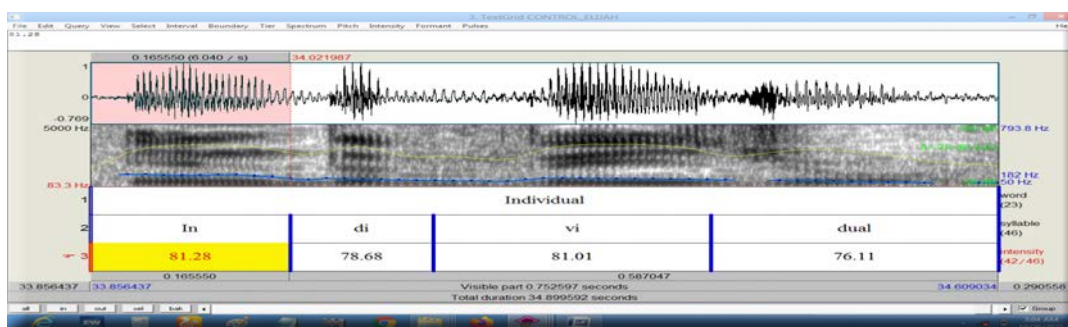 3. TextGrid CONTROL_ELIJAH
File Edit Query View Select Interval Boundary Tier Spectrum Pitch Intensity Formant Pulses
81.28
0.165550 (6.040 / s) 34.021987
1
0
-0.769
5000 Hz 793.8 Hz
182 Hz
83.3 Hz 50 Hz
1 Individual word
(23)
2 In di vi dual syllable
(46)
3 81.28 78.68 81.01 76.11 intensity
(42/46)
0.165550 0.587047
33.856437 33.856437 Visible part 0.752597 seconds 34.609034 0.290558
Total duration 34.899592 seconds
all in out sel bak Group